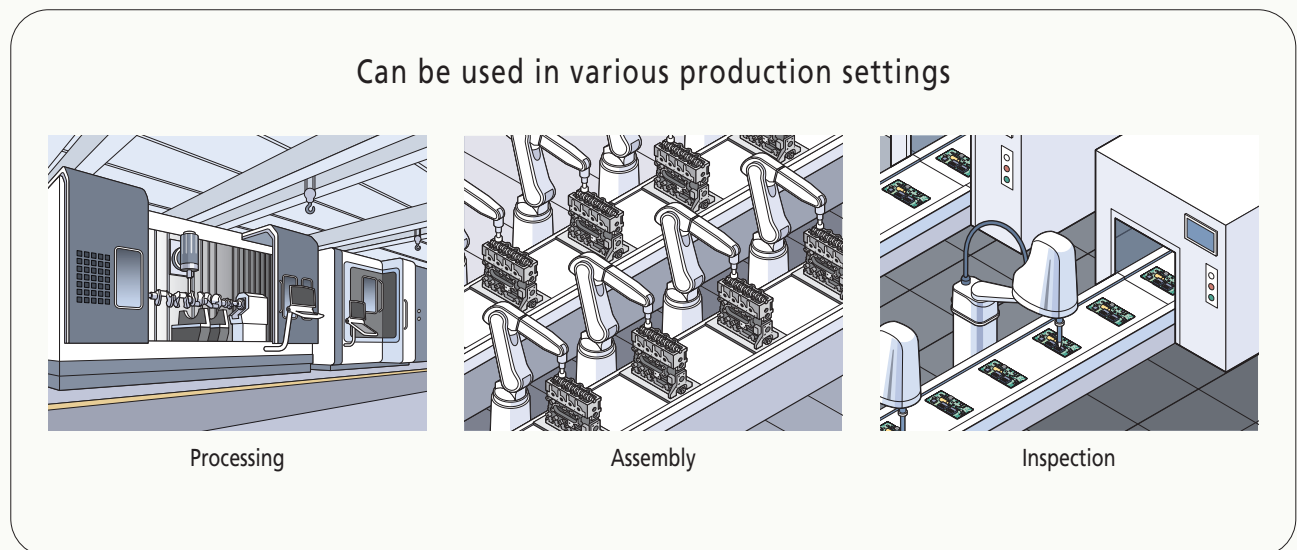 Can be used in various production settings
Processing
Assembly
Inspection